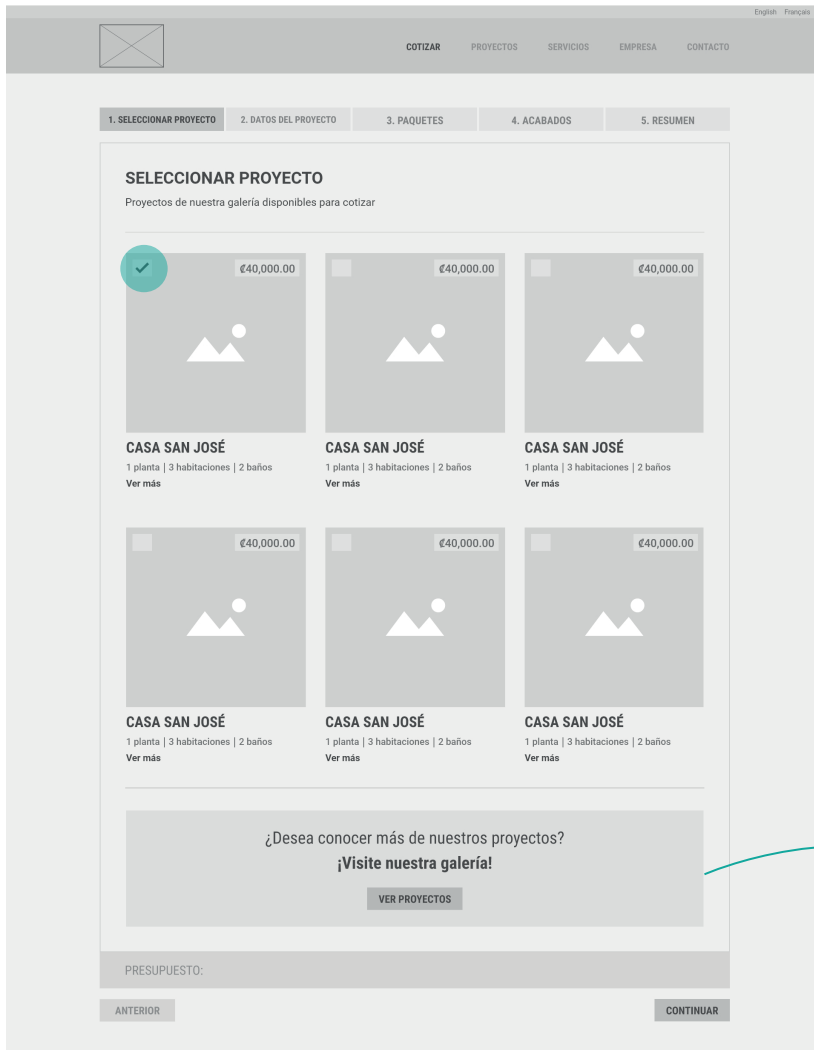 English Français
COTIZAR PROYECTOS SERVICIOS EMPRESA CONTACTO
1. SELECCIONAR PROYECTO 2. DATOS DEL PROYECTO 3. PAQUETES 4. ACABADOS 5. RESUMEN
SELECCIONAR PROYECTO
Proyectos de nuestra galería disponibles para cotizar
₡40,000.00 ₡40,000.00 ₡40,000.00
CASA SAN JOSÉ CASA SAN JOSÉ CASA SAN JOSÉ
1 planta | 3 habitaciones | 2 baños 1 planta | 3 habitaciones | 2 baños 1 planta | 3 habitaciones | 2 baños
Ver más Ver más Ver más
₡40,000.00 ₡40,000.00 ₡40,000.00
CASA SAN JOSÉ CASA SAN JOSÉ CASA SAN JOSÉ
1 planta | 3 habitaciones | 2 baños 1 planta | 3 habitaciones | 2 baños 1 planta | 3 habitaciones | 2 baños
Ver más Ver más Ver más
¿Desea conocer más de nuestros proyectos?
¡Visite nuestra galería!
VER PROYECTOS
PRESUPUESTO:
ANTERIOR CONTINUAR